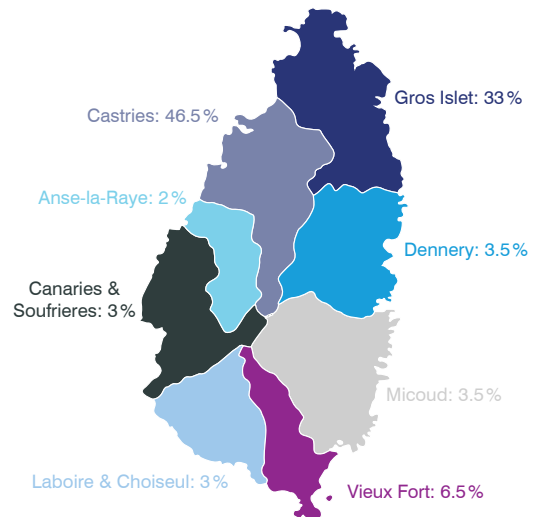 Gros Islet: 33 %
Castries: 46.5 %
Anse-la-Raye: 2 %
Dennery: 3.5 %
Canaries &
Soufrieres: 3 %
Micoud: 3.5 %
Laboire & Choiseul: 3 %
Vieux Fort: 6.5 %